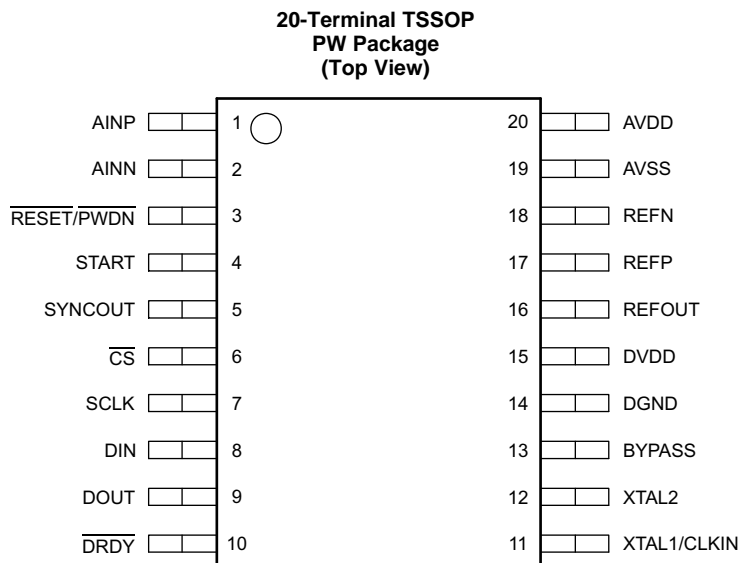 20-Terminal TSSOP
PW Package
(Top View)
AINP 1 20 AVDD
AINN 2 19 AVSS
RESET/PWDN 3 18 REFN
START 4 17 REFP
SYNCOUT 5 16 REFOUT
CS 6 15 DVDD
SCLK 7 14 DGND
DIN 8 13 BYPASS
DOUT 9 12 XTAL2
DRDY 10 11 XTAL1/CLKIN